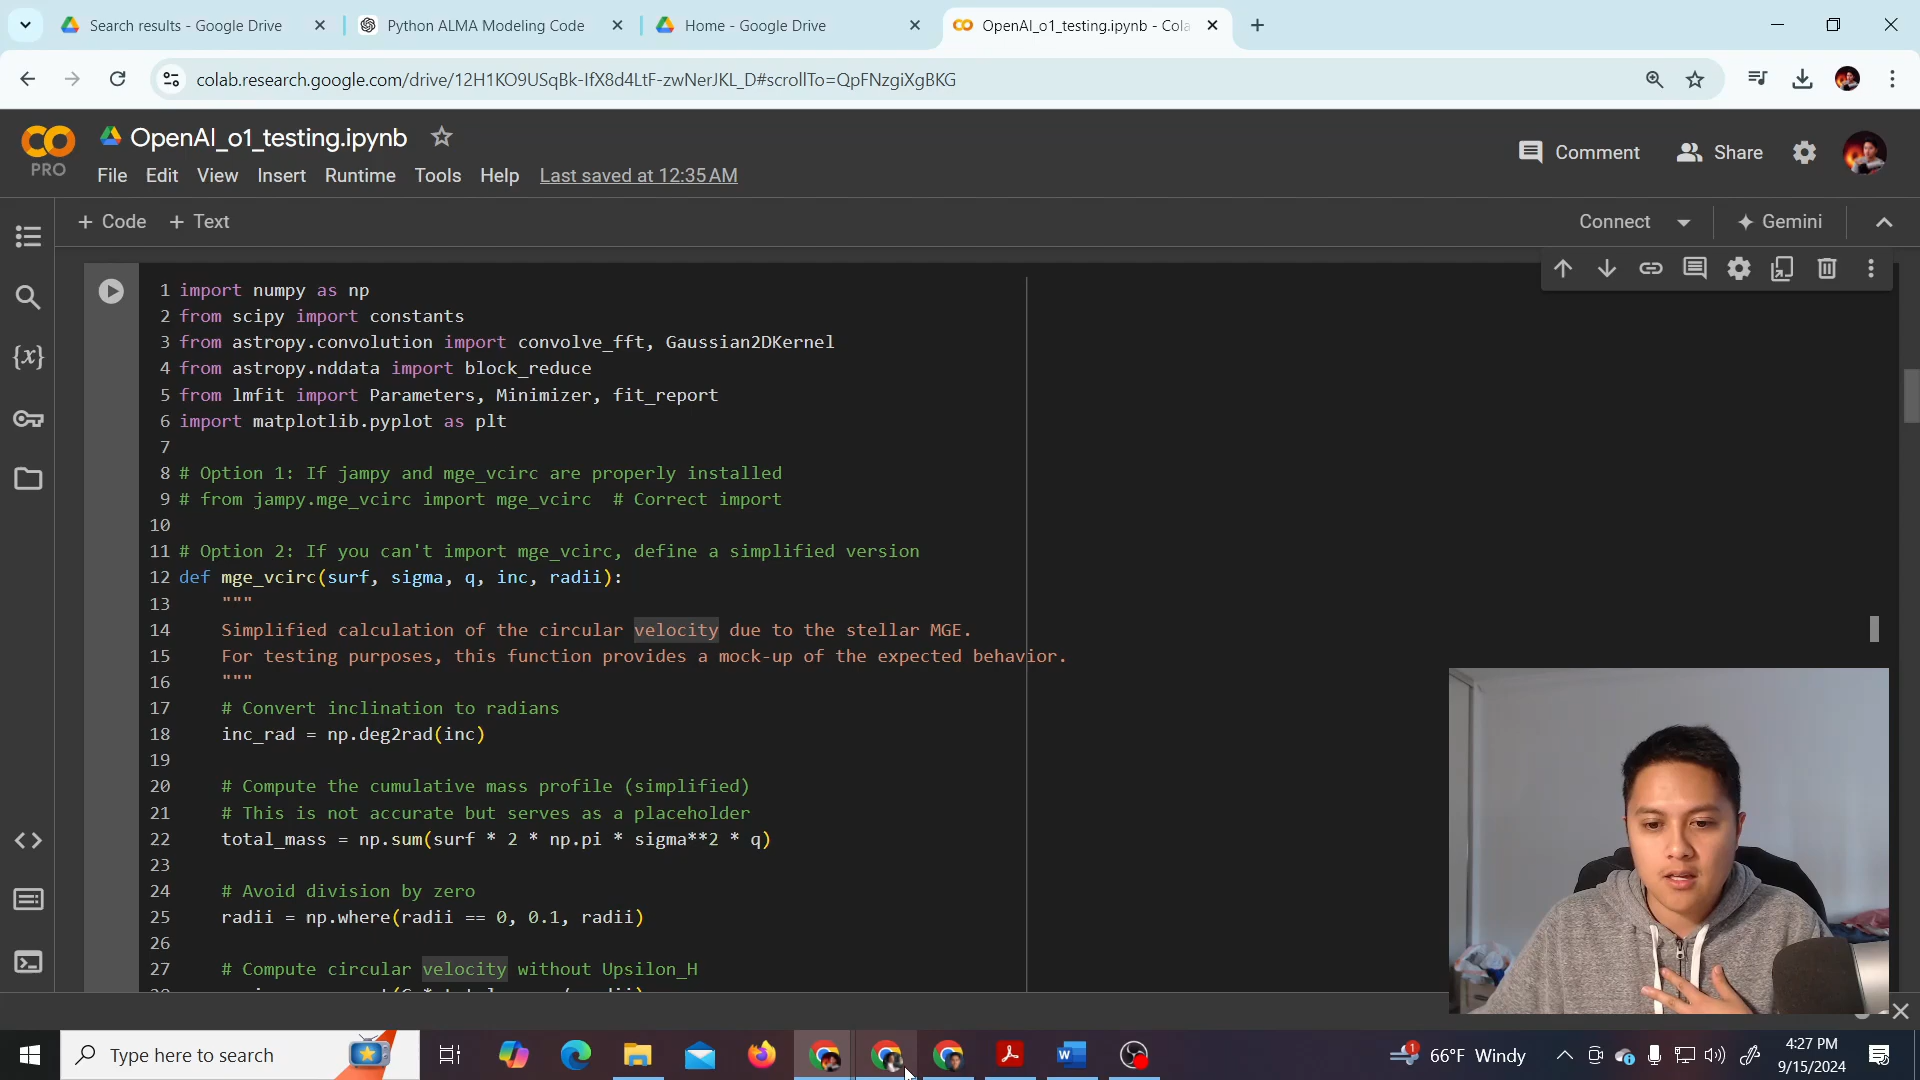 Search results - Google Drive
Python ALMA Modeling Code
Home - Google Drive
OpenAI_o1_testing.ipynb - Cola
colab.research.google.com/drive/12H1KO9USqBk-IfX8d4LtF-zwNerJKL_D#scrollTo=QpFNzgiXgBKG
PRO
OpenAI_o1_testing.ipynb
File Edit View Insert Runtime Tools Help Last saved at 12:35 AM
Comment
Share
+ Code + Text
Connect
Gemini
1 import numpy as np
2 from scipy import constants
3 from astropy.convolution import convolve_fft, Gaussian2DKernel
4 from astropy.nddata import block_reduce
5 from lmfit import Parameters, Minimizer, fit_report
6 import matplotlib.pyplot as plt
7
8 # Option 1: If jampy and mge_vcirc are properly installed
9 # from jampy.mge_vcirc import mge_vcirc  # Correct import
10
11 # Option 2: If you can't import mge_vcirc, define a simplified version
12 def mge_vcirc(surf, sigma, q, inc, radii):
13     """
14     Simplified calculation of the circular velocity due to the stellar MGE.
15     For testing purposes, this function provides a mock-up of the expected behavior.
16     """
17     # Convert inclination to radians
18     inc_rad = np.deg2rad(inc)
19
20     # Compute the cumulative mass profile (simplified)
21     # This is not accurate but serves as a placeholder
22     total_mass = np.sum(surf * 2 * np.pi * sigma**2 * q)
23
24     # Avoid division by zero
25     radii = np.where(radii == 0, 0.1, radii)
26
27     # Compute circular velocity without Upsilon_H
Type here to search
1
66°F Windy
4:27 PM
9/15/2024